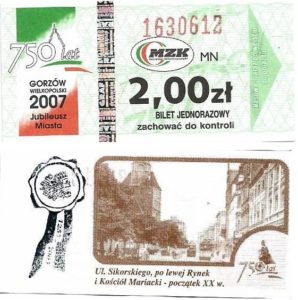 750 lat
GORZÓW
WIELKOPOLSKI
2007
Jubileusz
Miasta
1630612
MZK
MN
2,00zł
BILET JEDNORAZOWY
zachować do kontroli
Ul. Sikorskiego, po lewej Rynek
i Kościół Mariacki - początek XX w.
750 lat